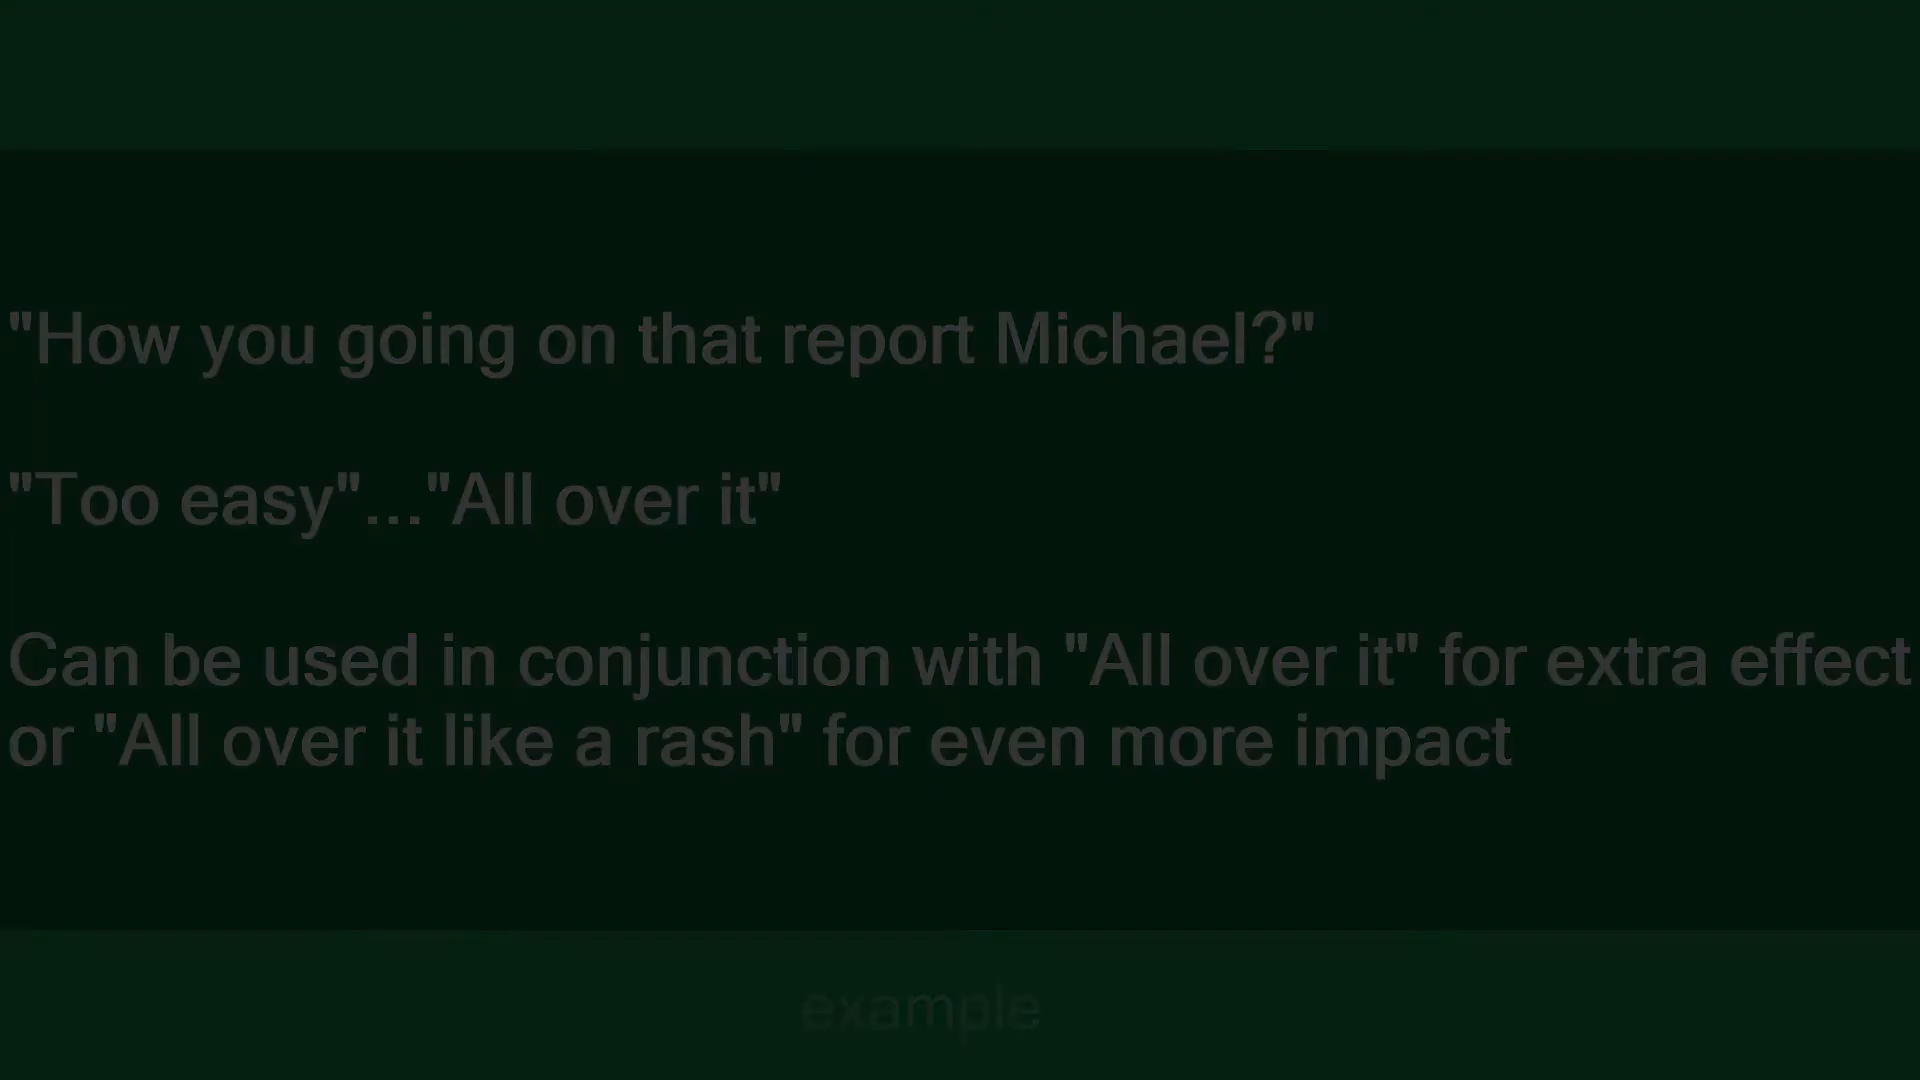 "How you going on that report Michael?"
"Too easy"..."All over it"
Can be used in conjunction with "All over it" for extra effect
or "All over it like a rash" for even more impact
example